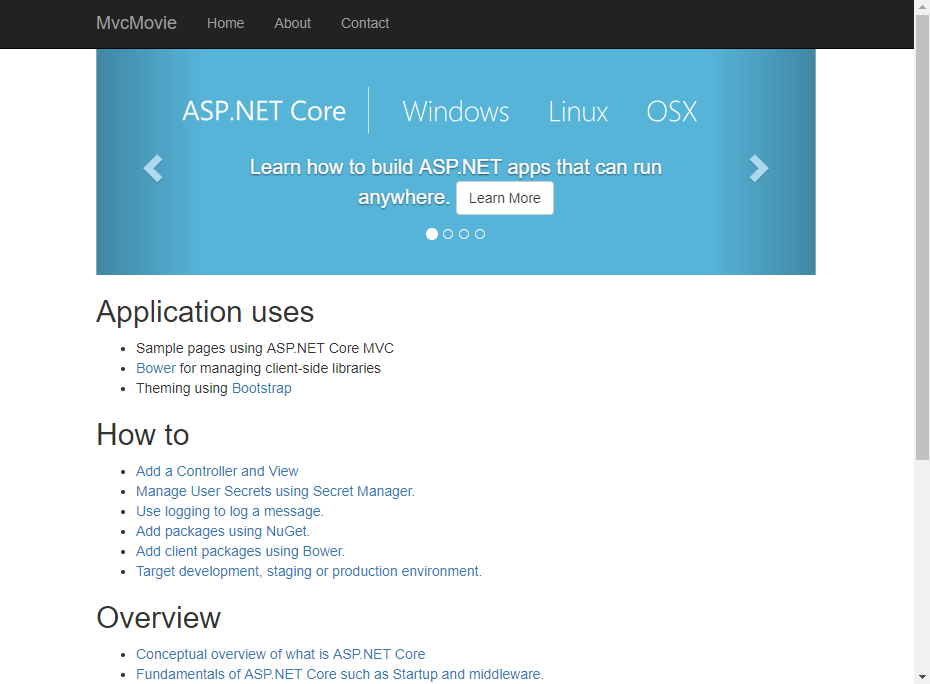 MvcMovie Home About Contact
ASP.NET Core Windows Linux OSX
Learn how to build ASP.NET apps that can run
anywhere. Learn More
Application uses
Sample pages using ASP.NET Core MVC
Bower for managing client-side libraries
Theming using Bootstrap
How to
Add a Controller and View
Manage User Secrets using Secret Manager.
Use logging to log a message.
Add packages using NuGet.
Add client packages using Bower.
Target development, staging or production environment.
Overview
Conceptual overview of what is ASP.NET Core
Fundamentals of ASP.NET Core such as Startup and middleware.